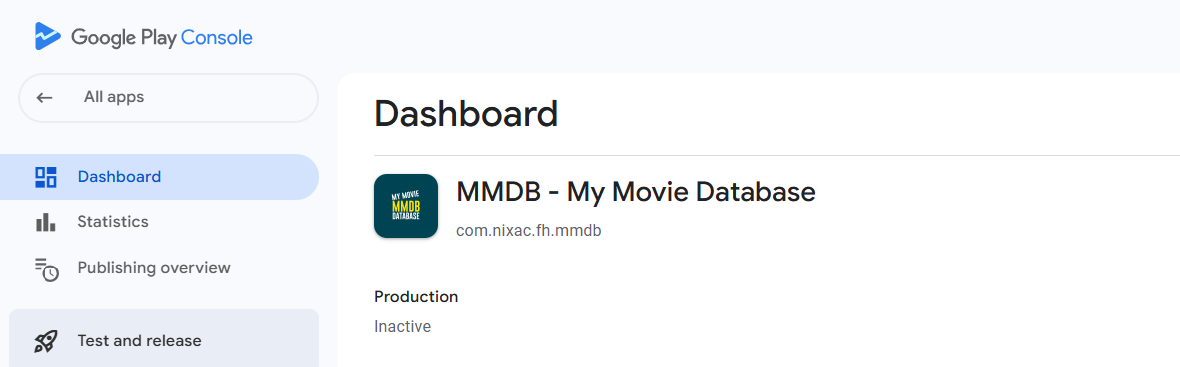 Google Play Console
All apps
Dashboard
Statistics
Publishing overview
Test and release
Dashboard
MY MOVIE
MMDB
DATABASE
MMDB - My Movie Database
com.nixac.fh.mmdb
Production
Inactive